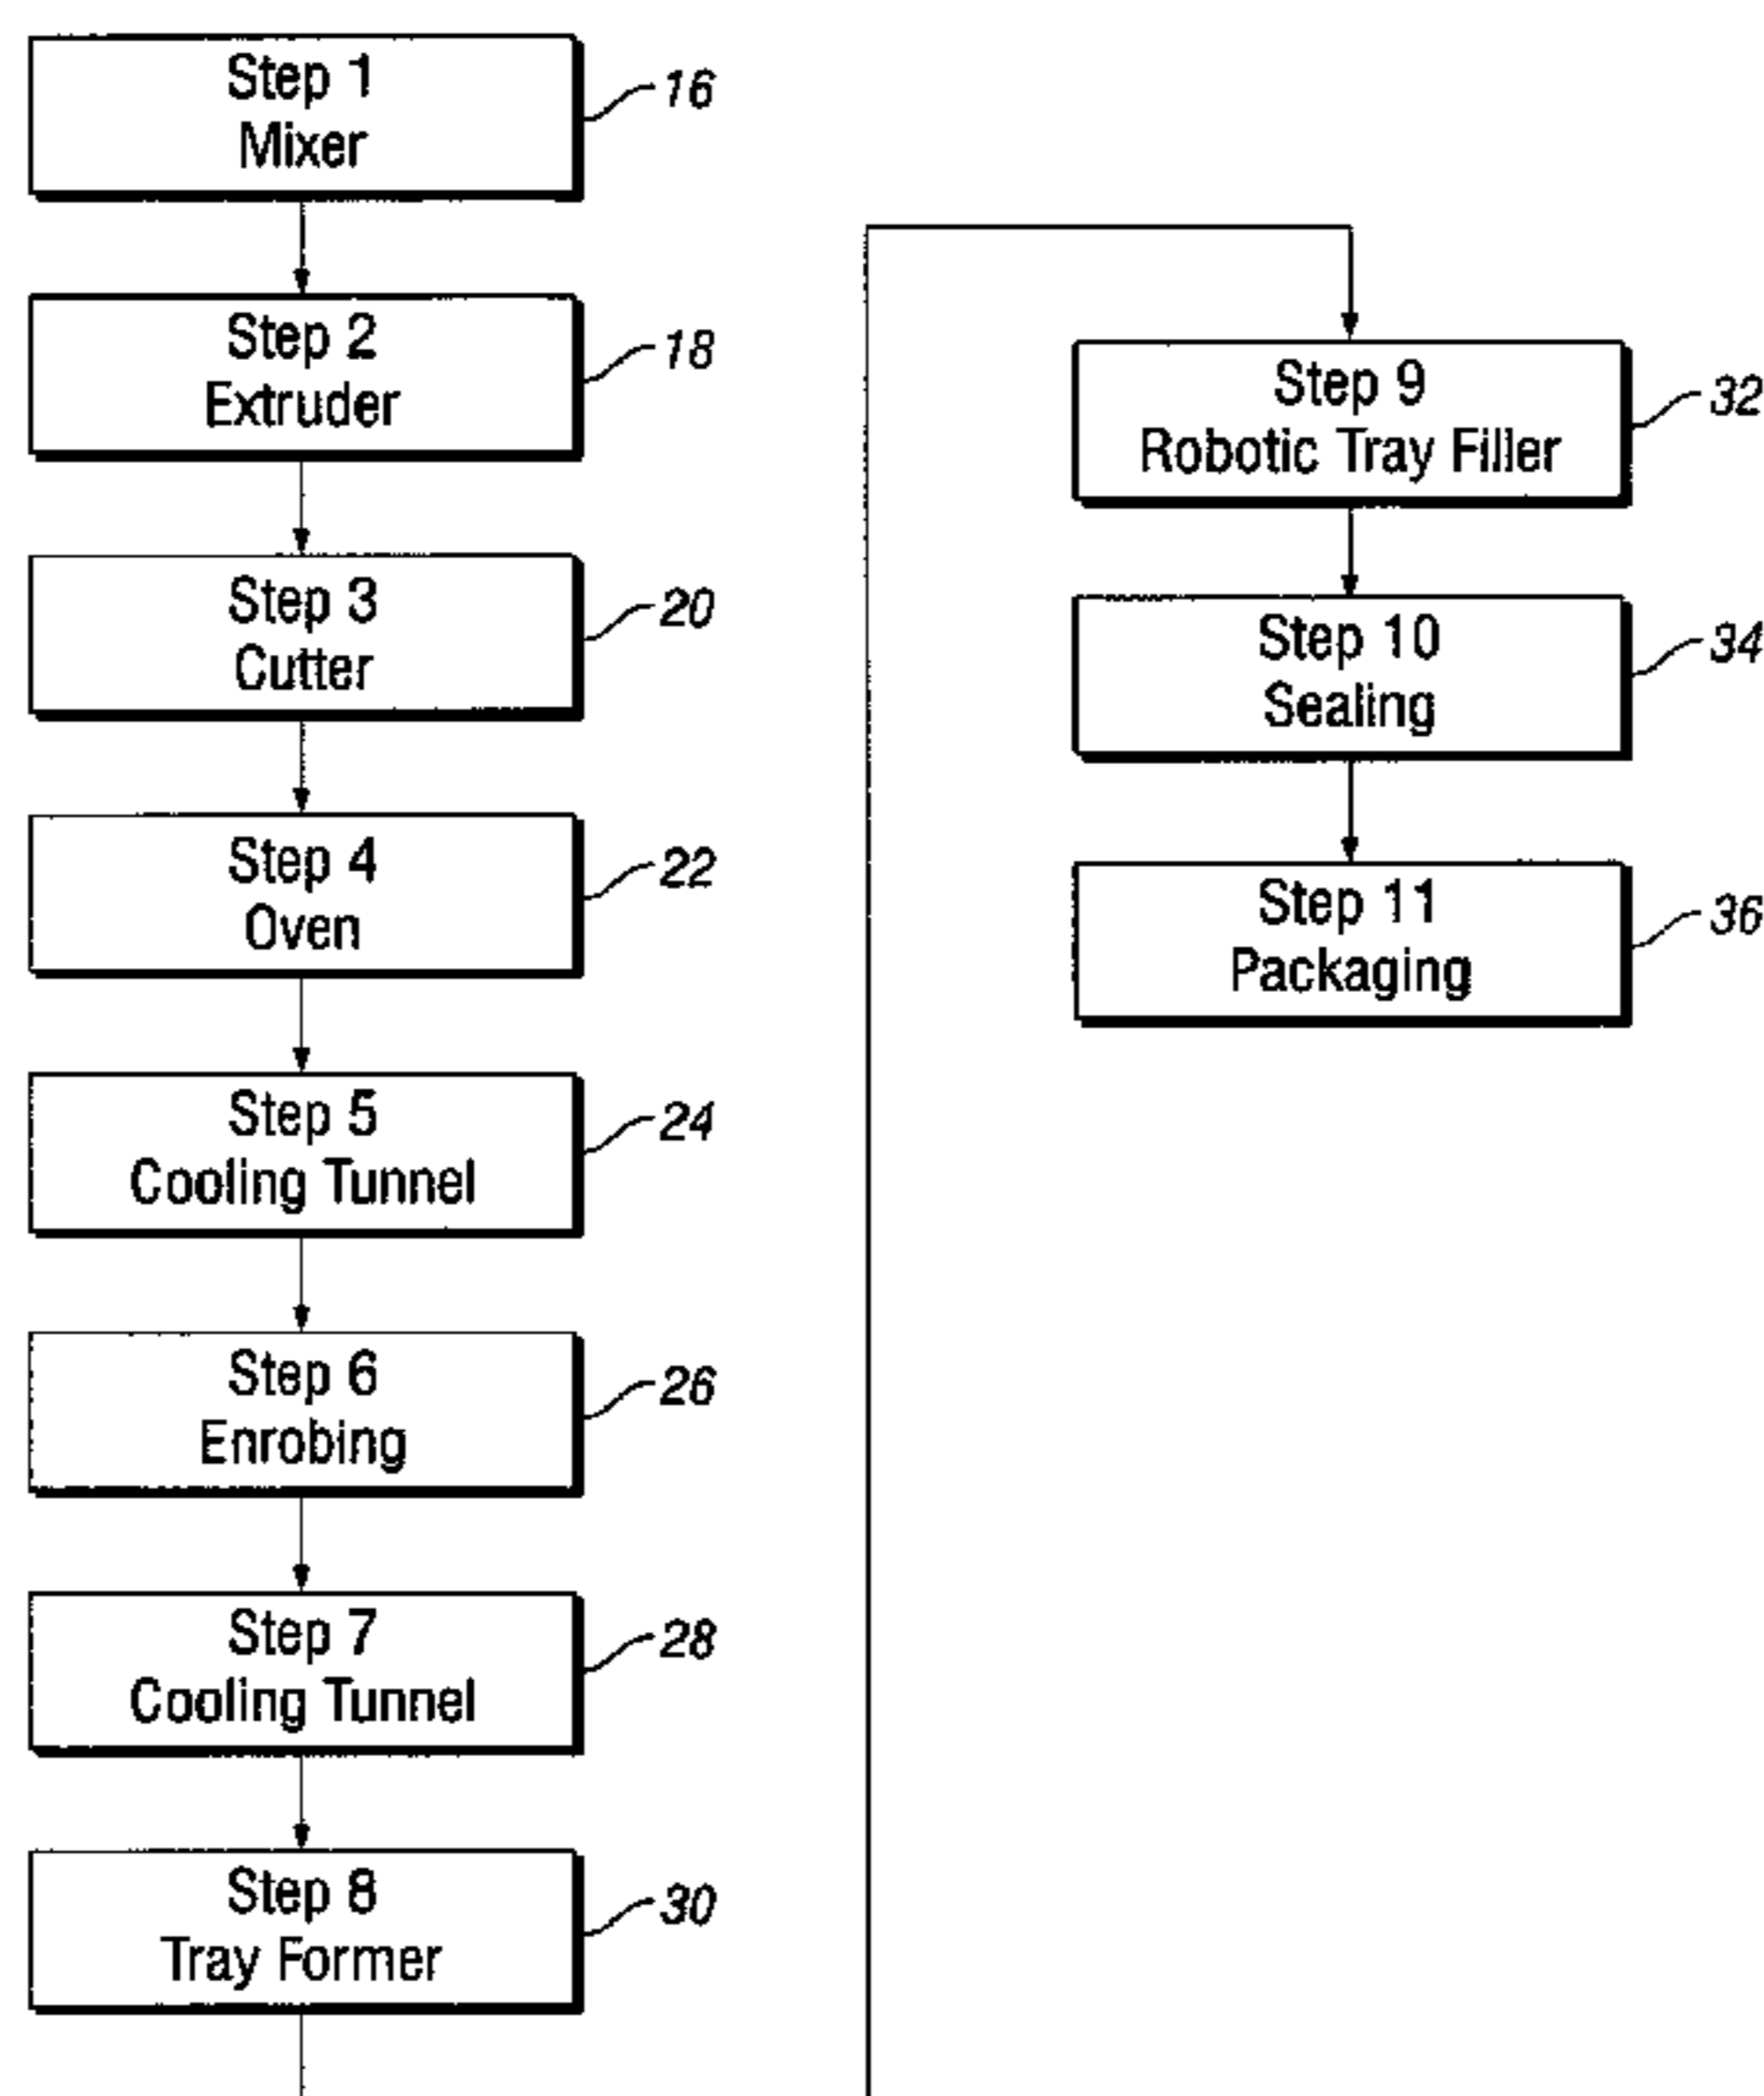 Step 1
Mixer
16
Step 2
Extruder
18
Step 3
Cutter
20
Step 4
Oven
22
Step 5
Cooling Tunnel
24
Step 6
Enrobing
26
Step 7
Cooling Tunnel
28
Step 8
Tray Former
30
Step 9
Robotic Tray Filler
32
Step 10
Sealing
34
Step 11
Packaging
36